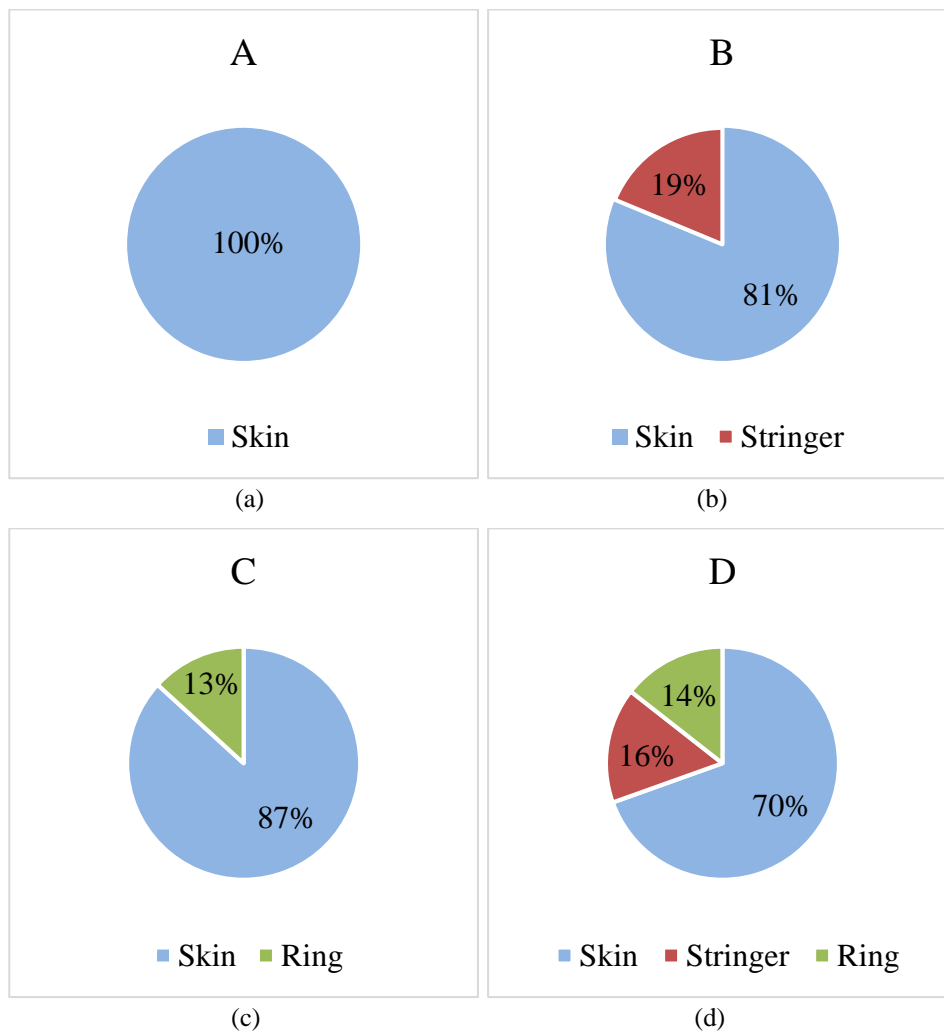 A
100%
Skin
(a)
B
19%
81%
Skin Stringer
(b)
C
13%
87%
Skin Ring
(c)
D
14%
16%
70%
Skin Stringer Ring
(d)